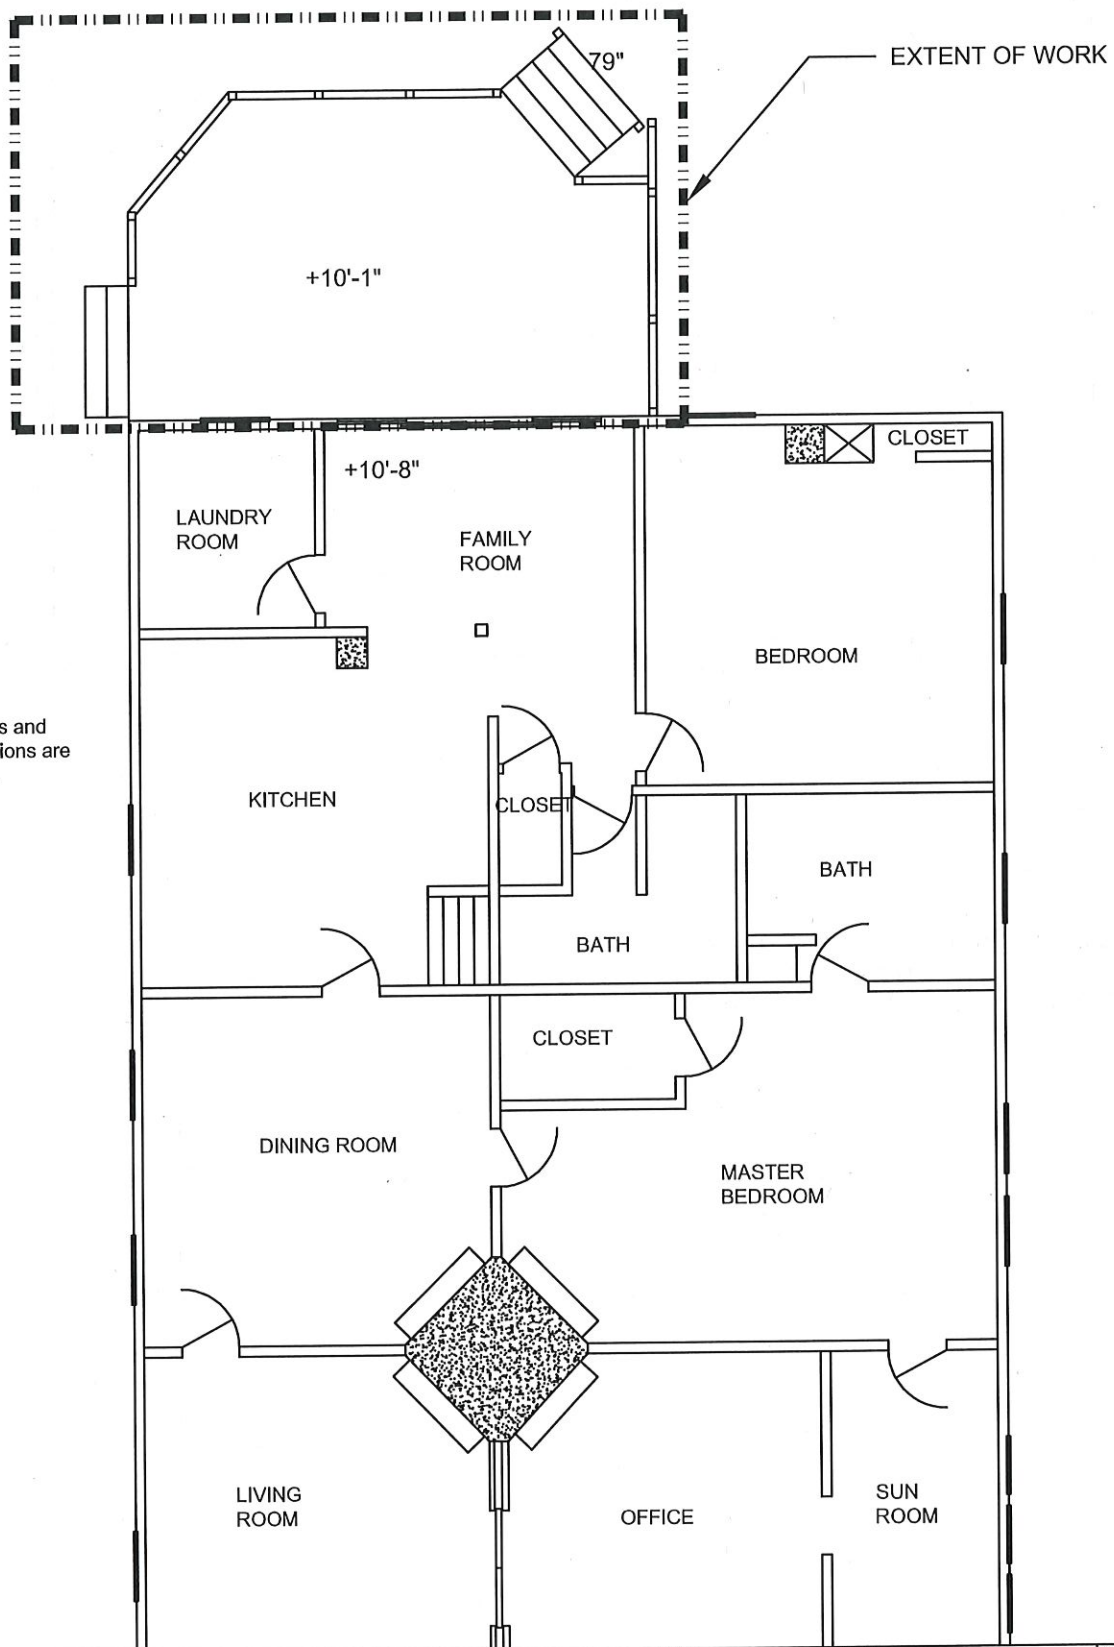 79"
EXTENT OF WORK
+10'-1"
CLOSET
+10'-8"
LAUNDRY
ROOM
FAMILY
ROOM
BEDROOM
s and
ions are
KITCHEN
CLOSET
BATH
BATH
CLOSET
DINING ROOM
MASTER
BEDROOM
LIVING
ROOM
OFFICE
SUN
ROOM